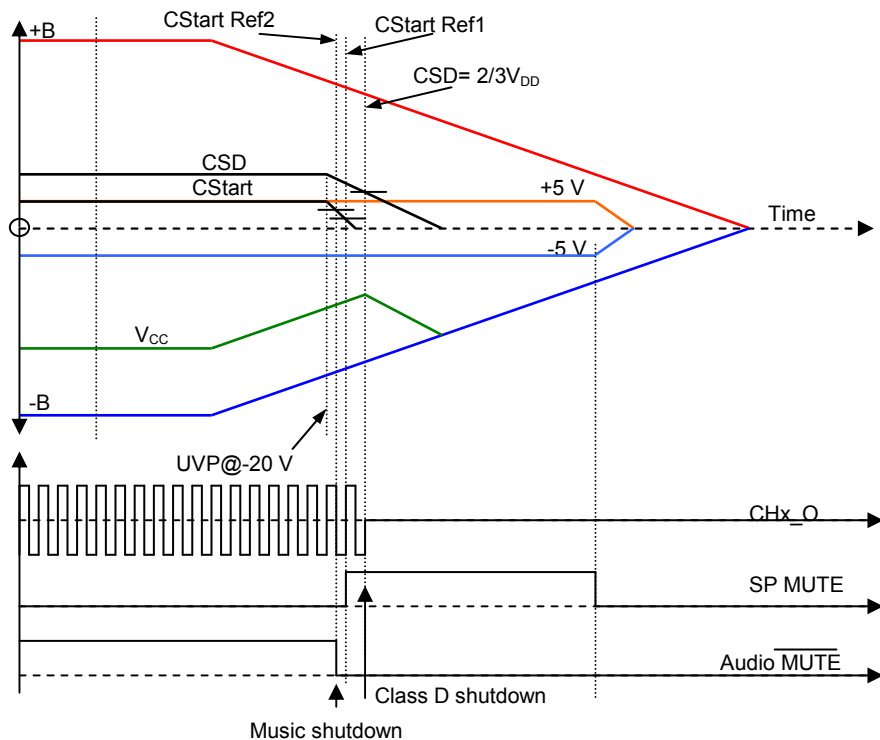 CStart Ref2
CStart Ref1
+B
CSD= 2/3VDD
CSD
CStart
+5 V
Time
-5 V
VCC
-B
UVP@-20 V
CHx_O
SP MUTE
Audio MUTE
Class D shutdown
Music shutdown